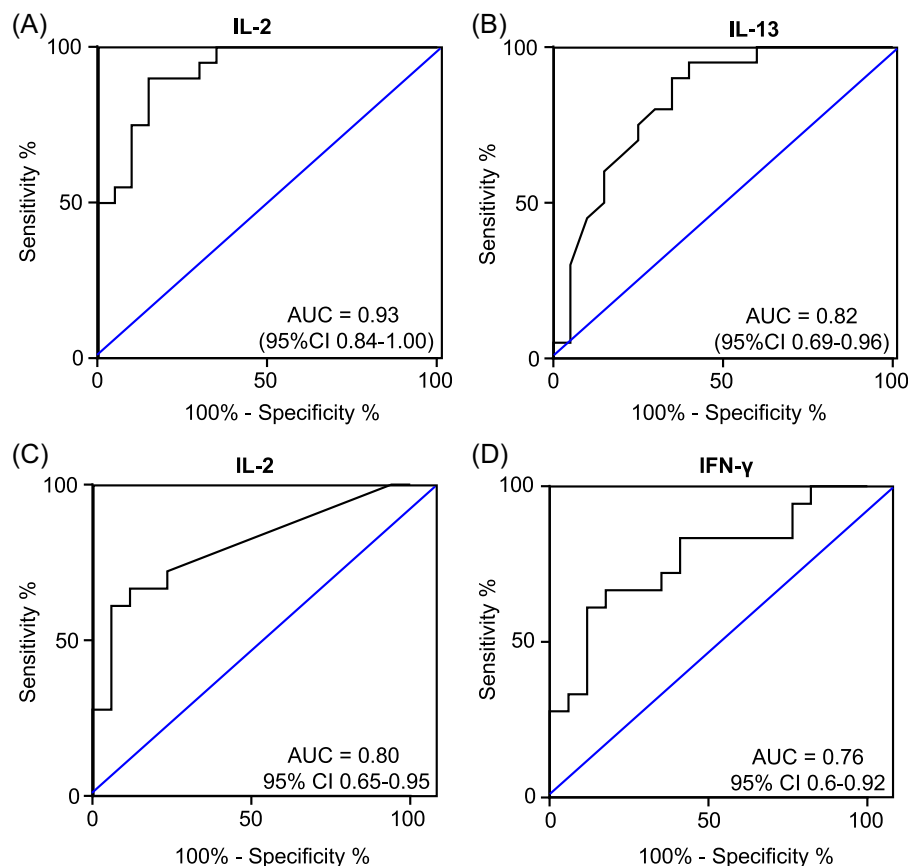 (A)
IL-2
100
50
0
Sensitivity %
AUC = 0.93
(95%CI 0.84-1.00)
0
50
100
100% - Specificity %
(B)
IL-13
100
50
0
Sensitivity %
AUC = 0.82
(95%CI 0.69-0.96)
0
50
100
100% - Specificity %
(C)
IL-2
100
50
0
Sensitivity %
AUC = 0.80
95% CI 0.65-0.95
0
50
100
100% - Specificity %
(D)
IFN-γ
100
50
0
Sensitivity %
AUC = 0.76
95% CI 0.6-0.92
0
50
100
100% - Specificity %